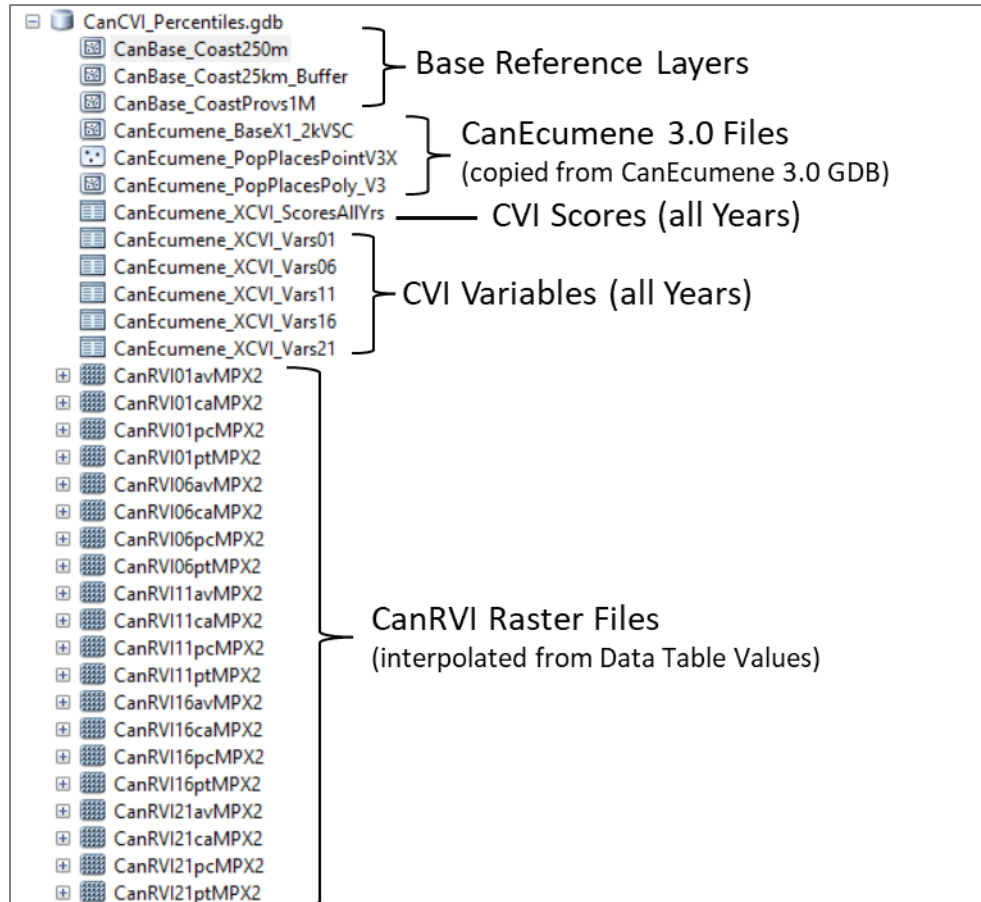 CanCVI_Percentiles.gdb
CanBase_Coast250m
CanBase_Coast25km_Buffer
CanBase_CoastProvs1M
Base Reference Layers
CanEcumene_BaseX1_2kVSC
CanEcumene_PopPlacesPointV3X
CanEcumene_PopPlacesPoly_V3
CanEcumene 3.0 Files
(copied from CanEcumene 3.0 GDB)
CanEcumene_XCVI_ScoresAllYrs
CVI Scores (all Years)
CanEcumene_XCVI_Vars01
CanEcumene_XCVI_Vars06
CanEcumene_XCVI_Vars11
CanEcumene_XCVI_Vars16
CanEcumene_XCVI_Vars21
CVI Variables (all Years)
CanRVI01avMPX2
CanRVI01caMPX2
CanRVI01pcMPX2
CanRVI01ptMPX2
CanRVI06avMPX2
CanRVI06caMPX2
CanRVI06pcMPX2
CanRVI06ptMPX2
CanRVI11avMPX2
CanRVI11caMPX2
CanRVI11pcMPX2
CanRVI11ptMPX2
CanRVI16avMPX2
CanRVI16caMPX2
CanRVI16pcMPX2
CanRVI16ptMPX2
CanRVI21avMPX2
CanRVI21caMPX2
CanRVI21pcMPX2
CanRVI21ptMPX2
CanRVI Raster Files
(interpolated from Data Table Values)